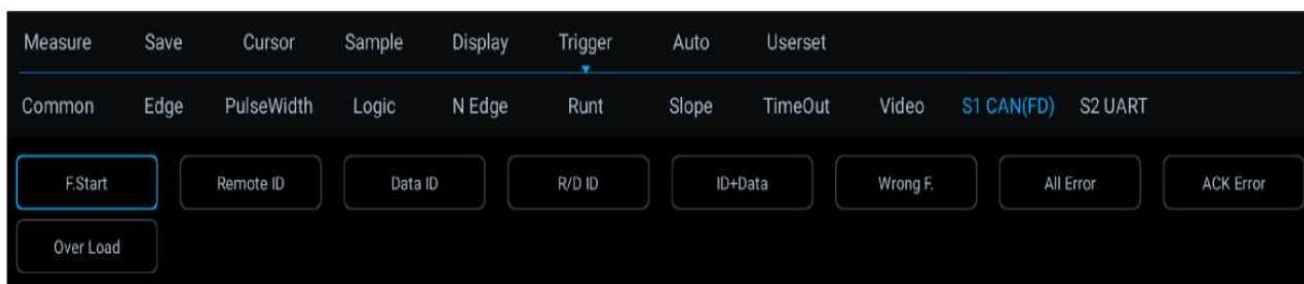 Measure Save Cursor Sample Display Trigger Auto Userset
Common Edge PulseWidth Logic N Edge Runt Slope TimeOut Video S1 CAN(FD) S2 UART
F.Start Remote ID Data ID R/D ID ID+Data Wrong F. All Error ACK Error
Over Load